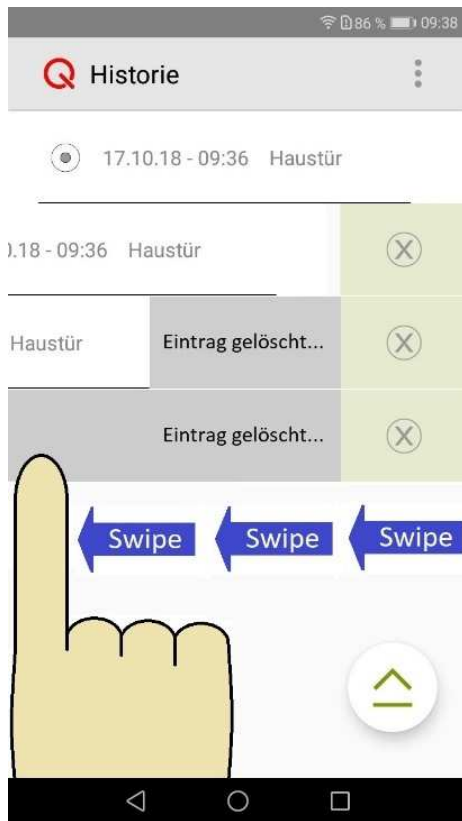 86 % 09:38
Historie
17.10.18 - 09:36 Haustür
0.18 - 09:36 Haustür X
Haustür Eintrag gelöscht... X
Eintrag gelöscht... X
Swipe Swipe Swipe